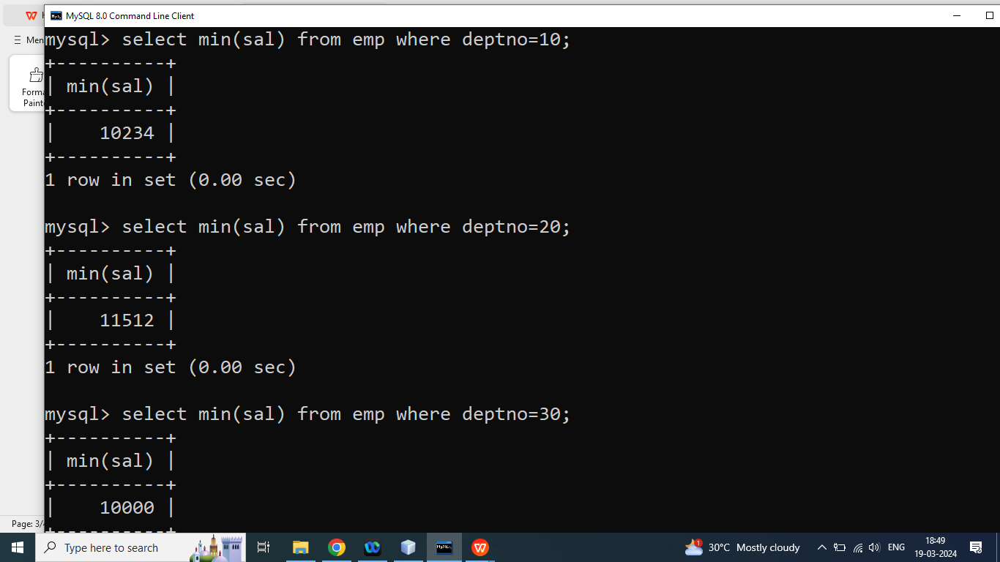 MySQL 8.0 Command Line Client
Men
Forma
Paint
mysql> select min(sal) from emp where deptno=10;
+----------+
| min(sal) |
+----------+
|    10234 |
+----------+
1 row in set (0.00 sec)
mysql> select min(sal) from emp where deptno=20;
+----------+
| min(sal) |
+----------+
|    11512 |
+----------+
1 row in set (0.00 sec)
mysql> select min(sal) from emp where deptno=30;
+----------+
| min(sal) |
+----------+
|    10000 |
+----------+
Page: 3/4
Type here to search
MySQL
1
30°C Mostly cloudy
ENG
18:49
19-03-2024